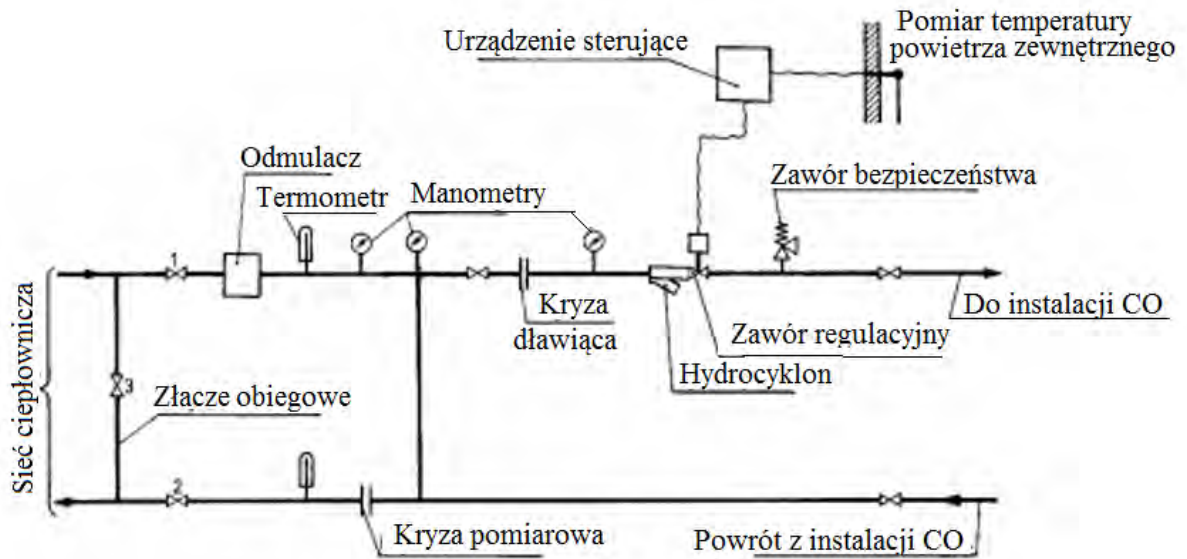 Pomiar temperatury
powietrza zewnętrznego
Urządzenie sterujące
Odmulacz
Termometr
Manometry
Zawór bezpieczeństwa
1
Kryza
dławiąca
Do instalacji CO
Zawór regulacyjny
Hydrocyklon
3
Złącze obiegowe
Sieć ciepłownicza
2
Kryza pomiarowa
Powrót z instalacji CO